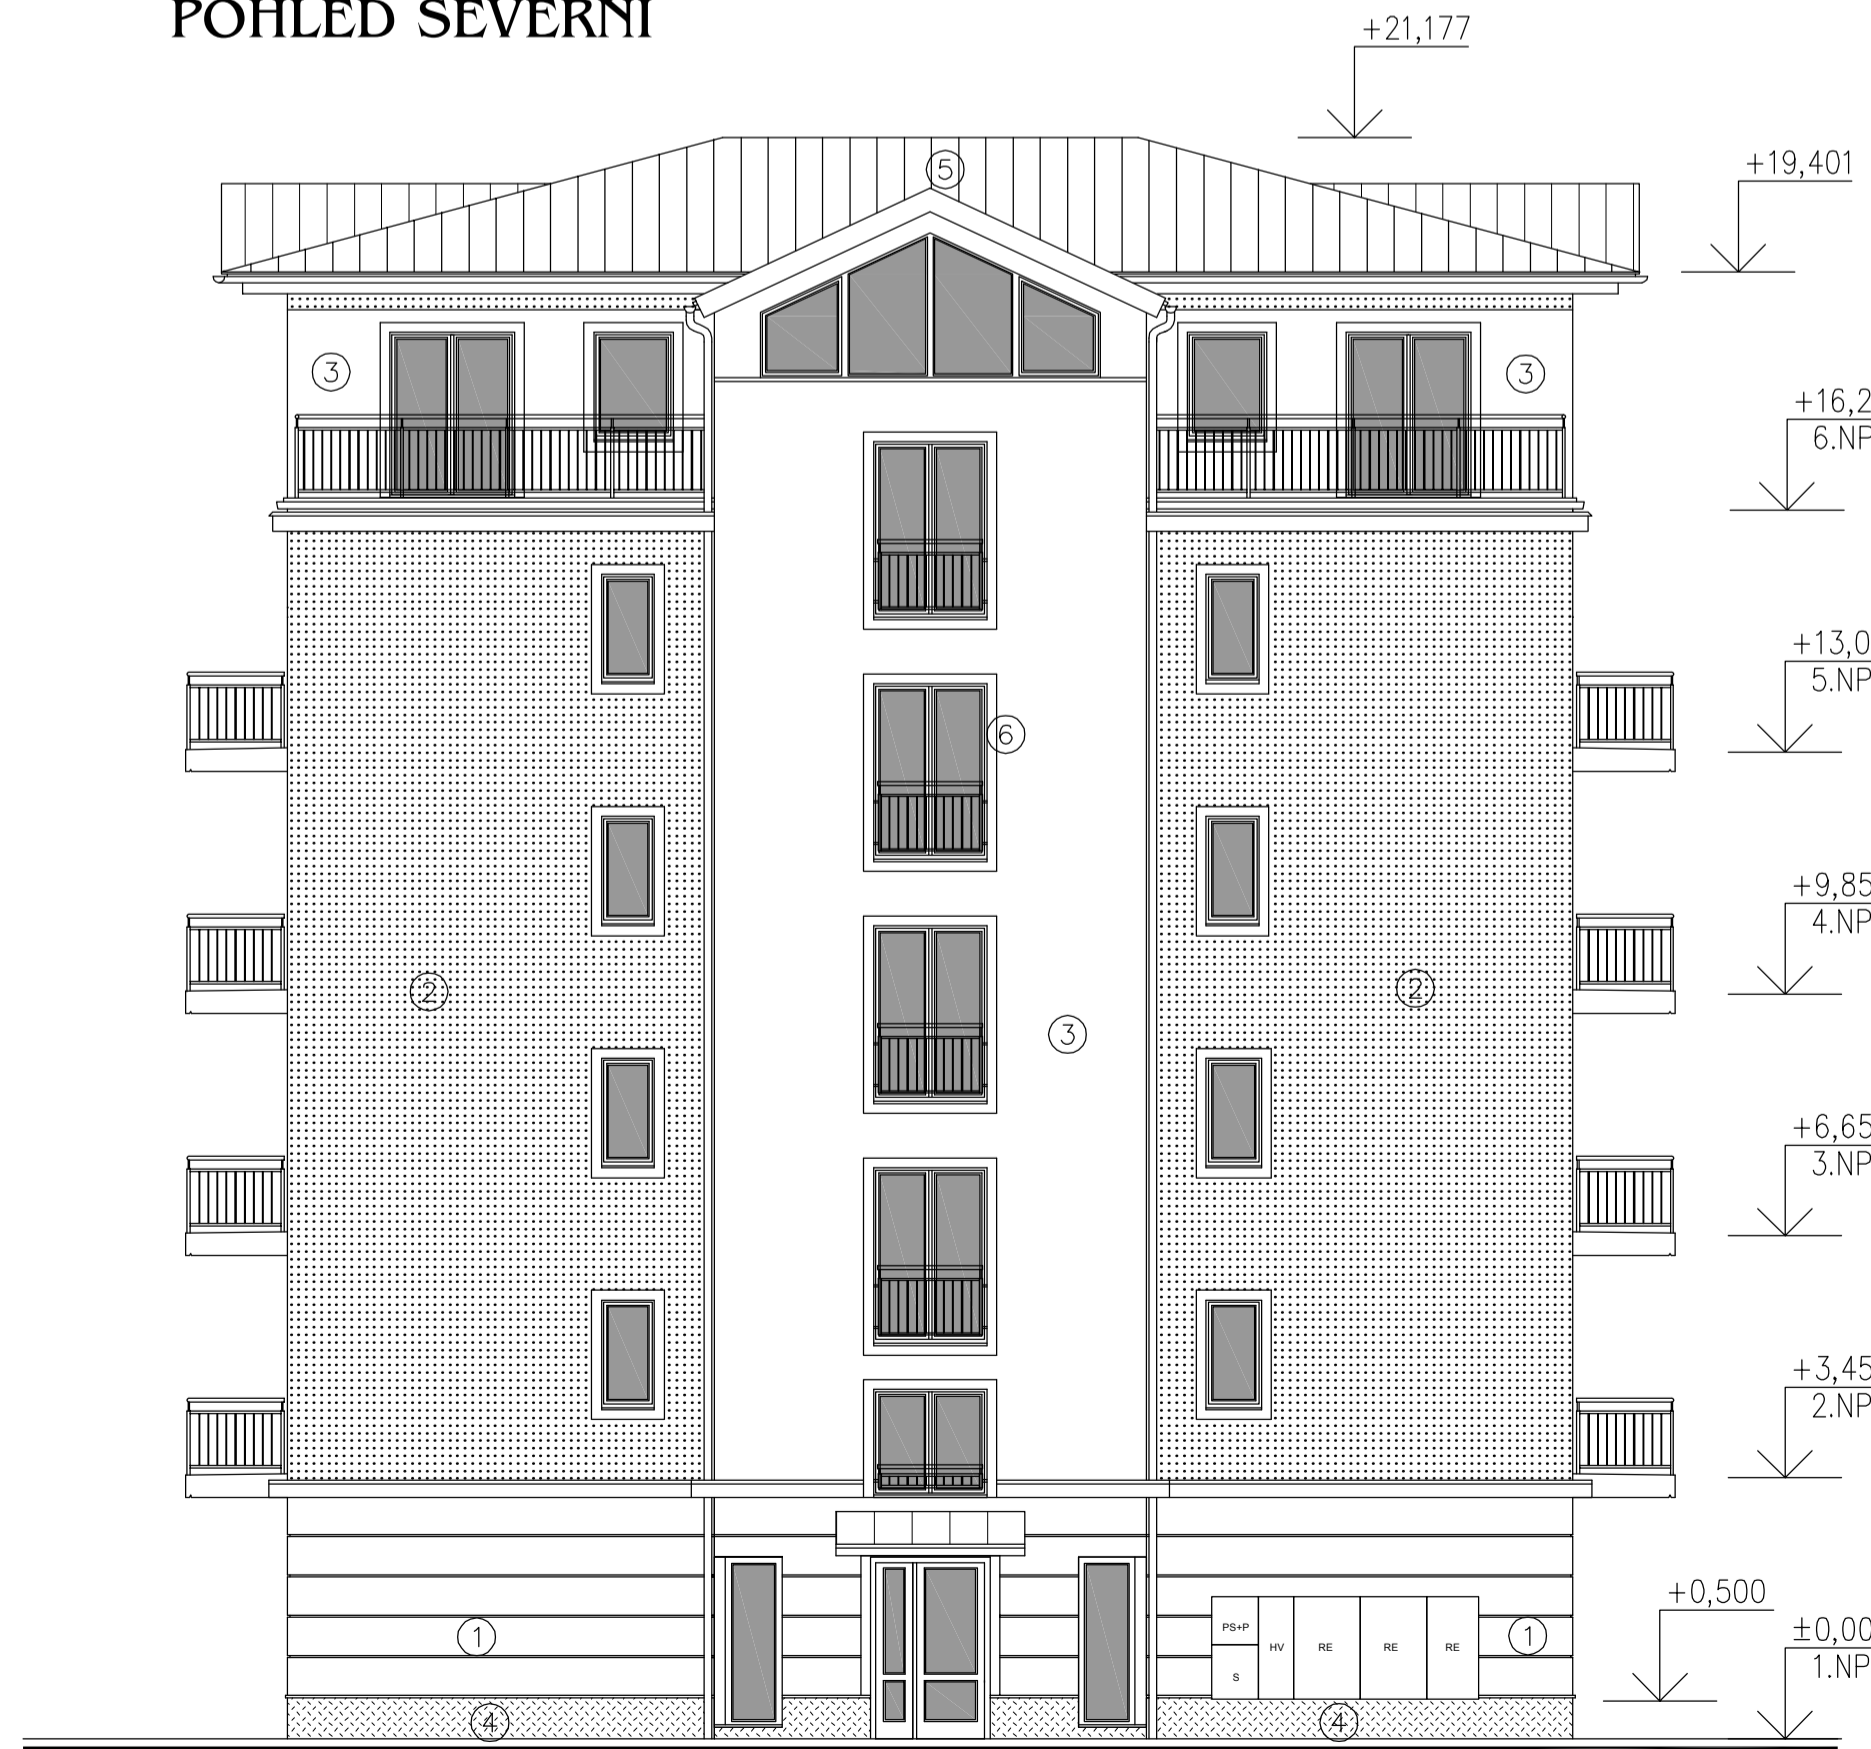 POHLED SEVERNÍ
+21,177
+19,401
5
3
3
+16,2
6.NP
+13,0
5.NP
6
+9,85
4.NP
2
2
3
+6,65
3.NP
+3,45
2.NP
+0,500
1
PS+P
S
HV
RE
RE
RE
1
±0,00
1.NP
4
4